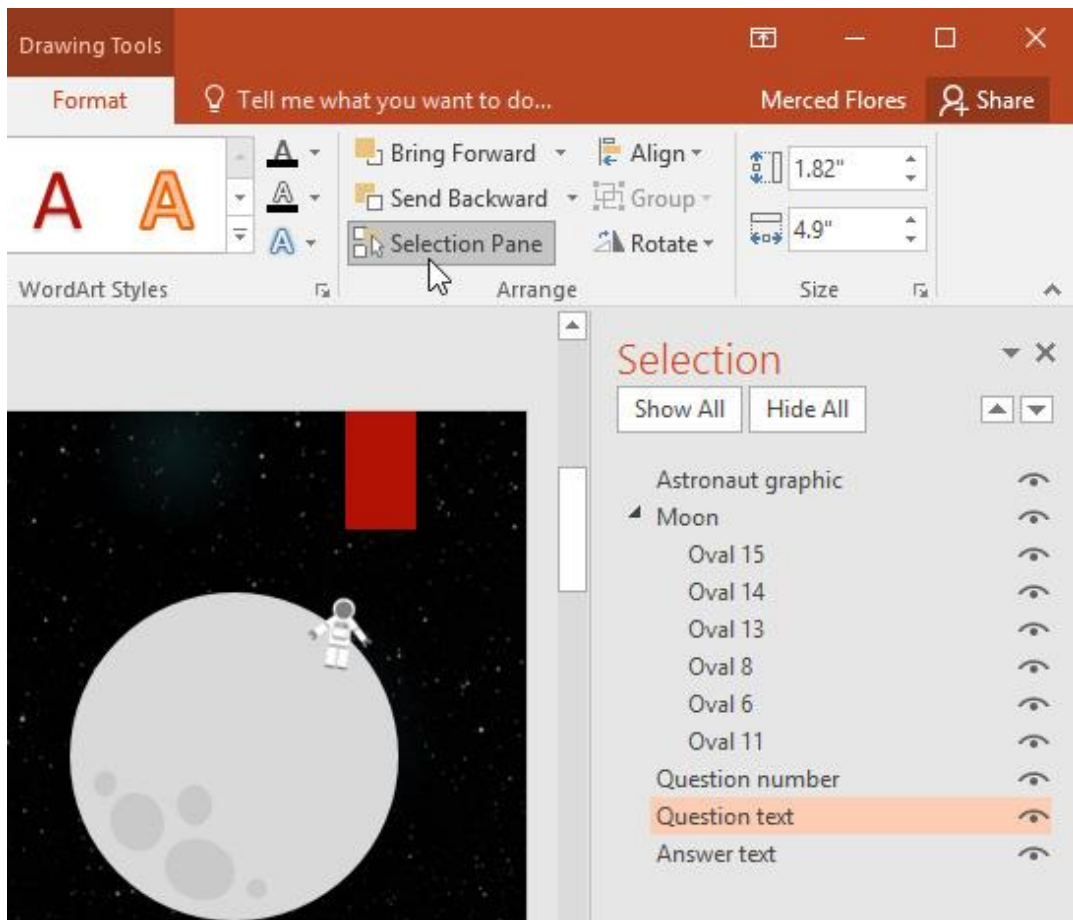 Drawing Tools
Format
Tell me what you want to do...
Merced Flores
Share
A A
A
A
A
Bring Forward
Send Backward
Selection Pane
Align
Group
Rotate
1.82"
4.9"
WordArt Styles
Arrange
Size
Selection
Show All
Hide All
Astronaut graphic
Moon
Oval 15
Oval 14
Oval 13
Oval 8
Oval 6
Oval 11
Question number
Question text
Answer text